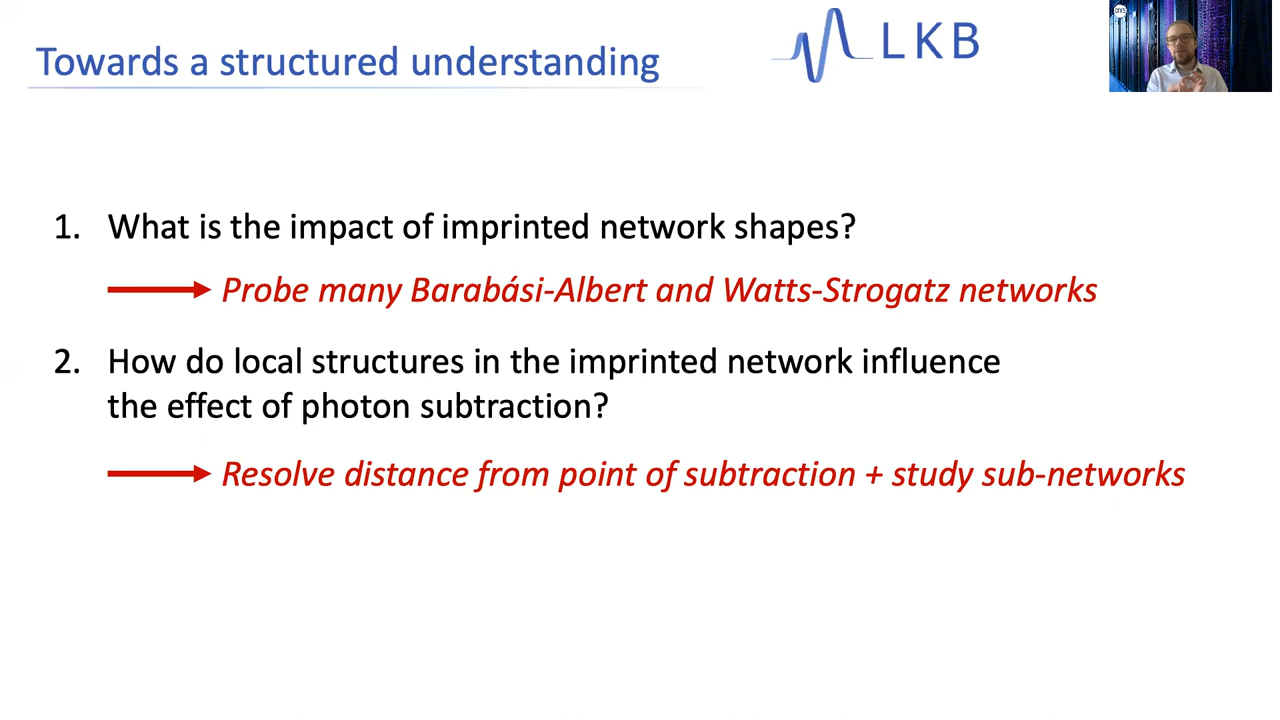 Towards a structured understanding
LKB
cnrs
1. What is the impact of imprinted network shapes?
Probe many Barabási-Albert and Watts-Strogatz networks
2. How do local structures in the imprinted network influence
the effect of photon subtraction?
Resolve distance from point of subtraction + study sub-networks